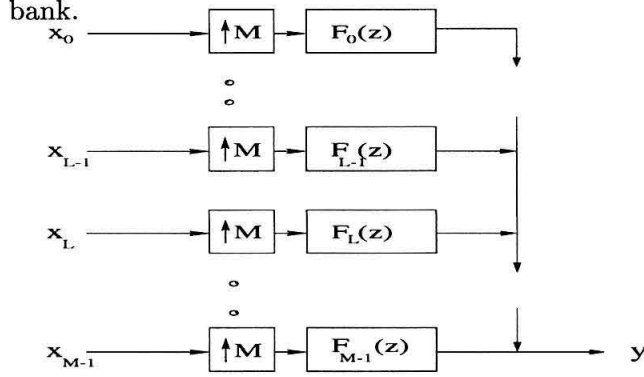 bank.
x₀ ↑M F₀(z)
x_{L-1} ↑M F_{L-1}(z)
x_L ↑M F_L(z)
x_{M-1} ↑M F_{M-1}(z) y